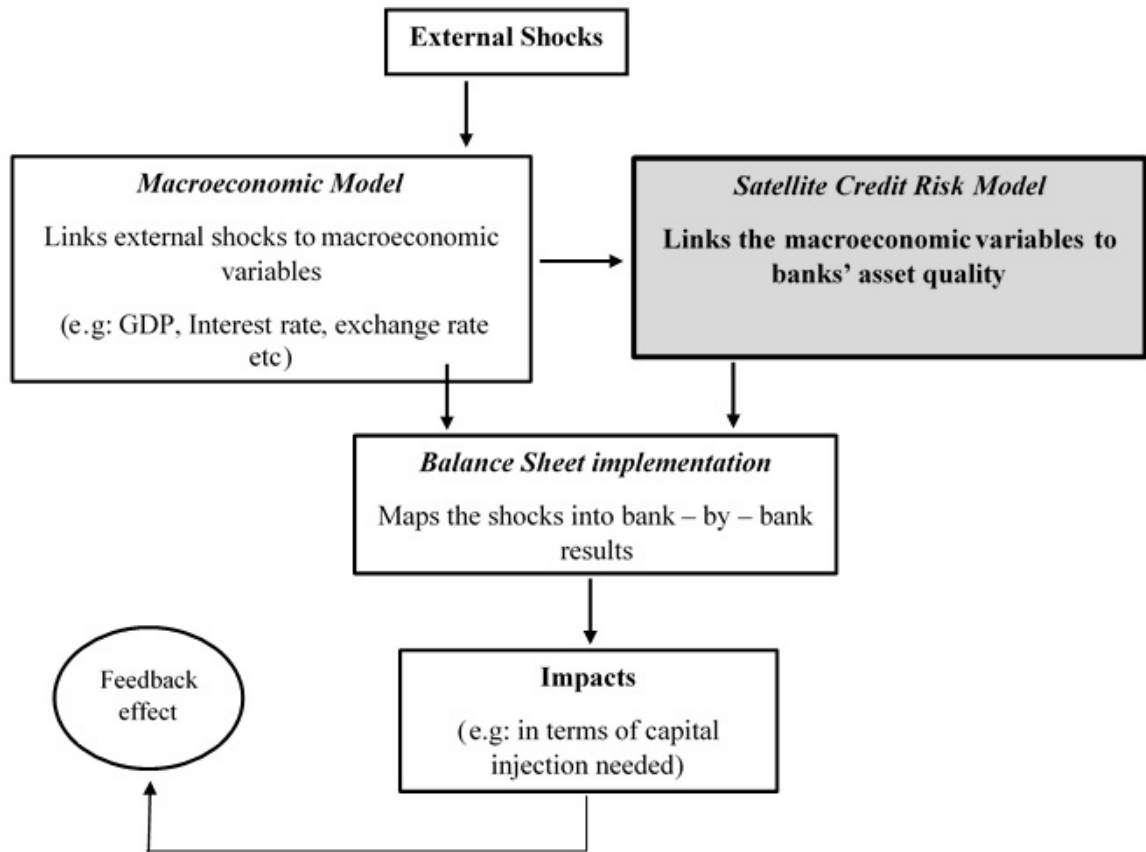 External Shocks
Macroeconomic Model
Links external shocks to macroeconomic
variables
(e.g: GDP, Interest rate, exchange rate
etc)
Satellite Credit Risk Model
Links the macroeconomic variables to
banks’ asset quality
Balance Sheet implementation
Maps the shocks into bank – by – bank
results
Impacts
(e.g: in terms of capital
injection needed)
Feedback
effect